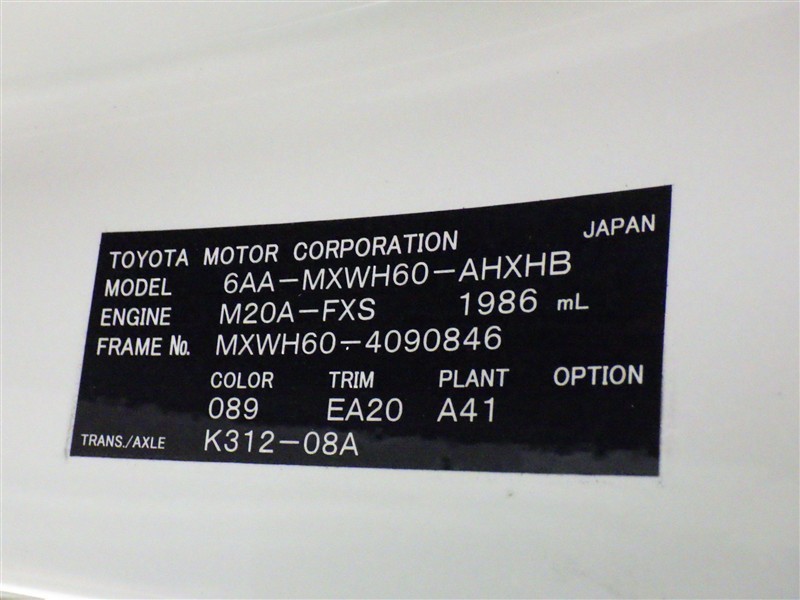 TOYOTA MOTOR CORPORATION JAPAN
MODEL 6AA-MXWH60-AHXHB
ENGINE M20A-FXS 1986 mL
FRAME No. MXWH60-4090846
COLOR TRIM PLANT OPTION
089 EA20 A41
TRANS./AXLE K312-08A